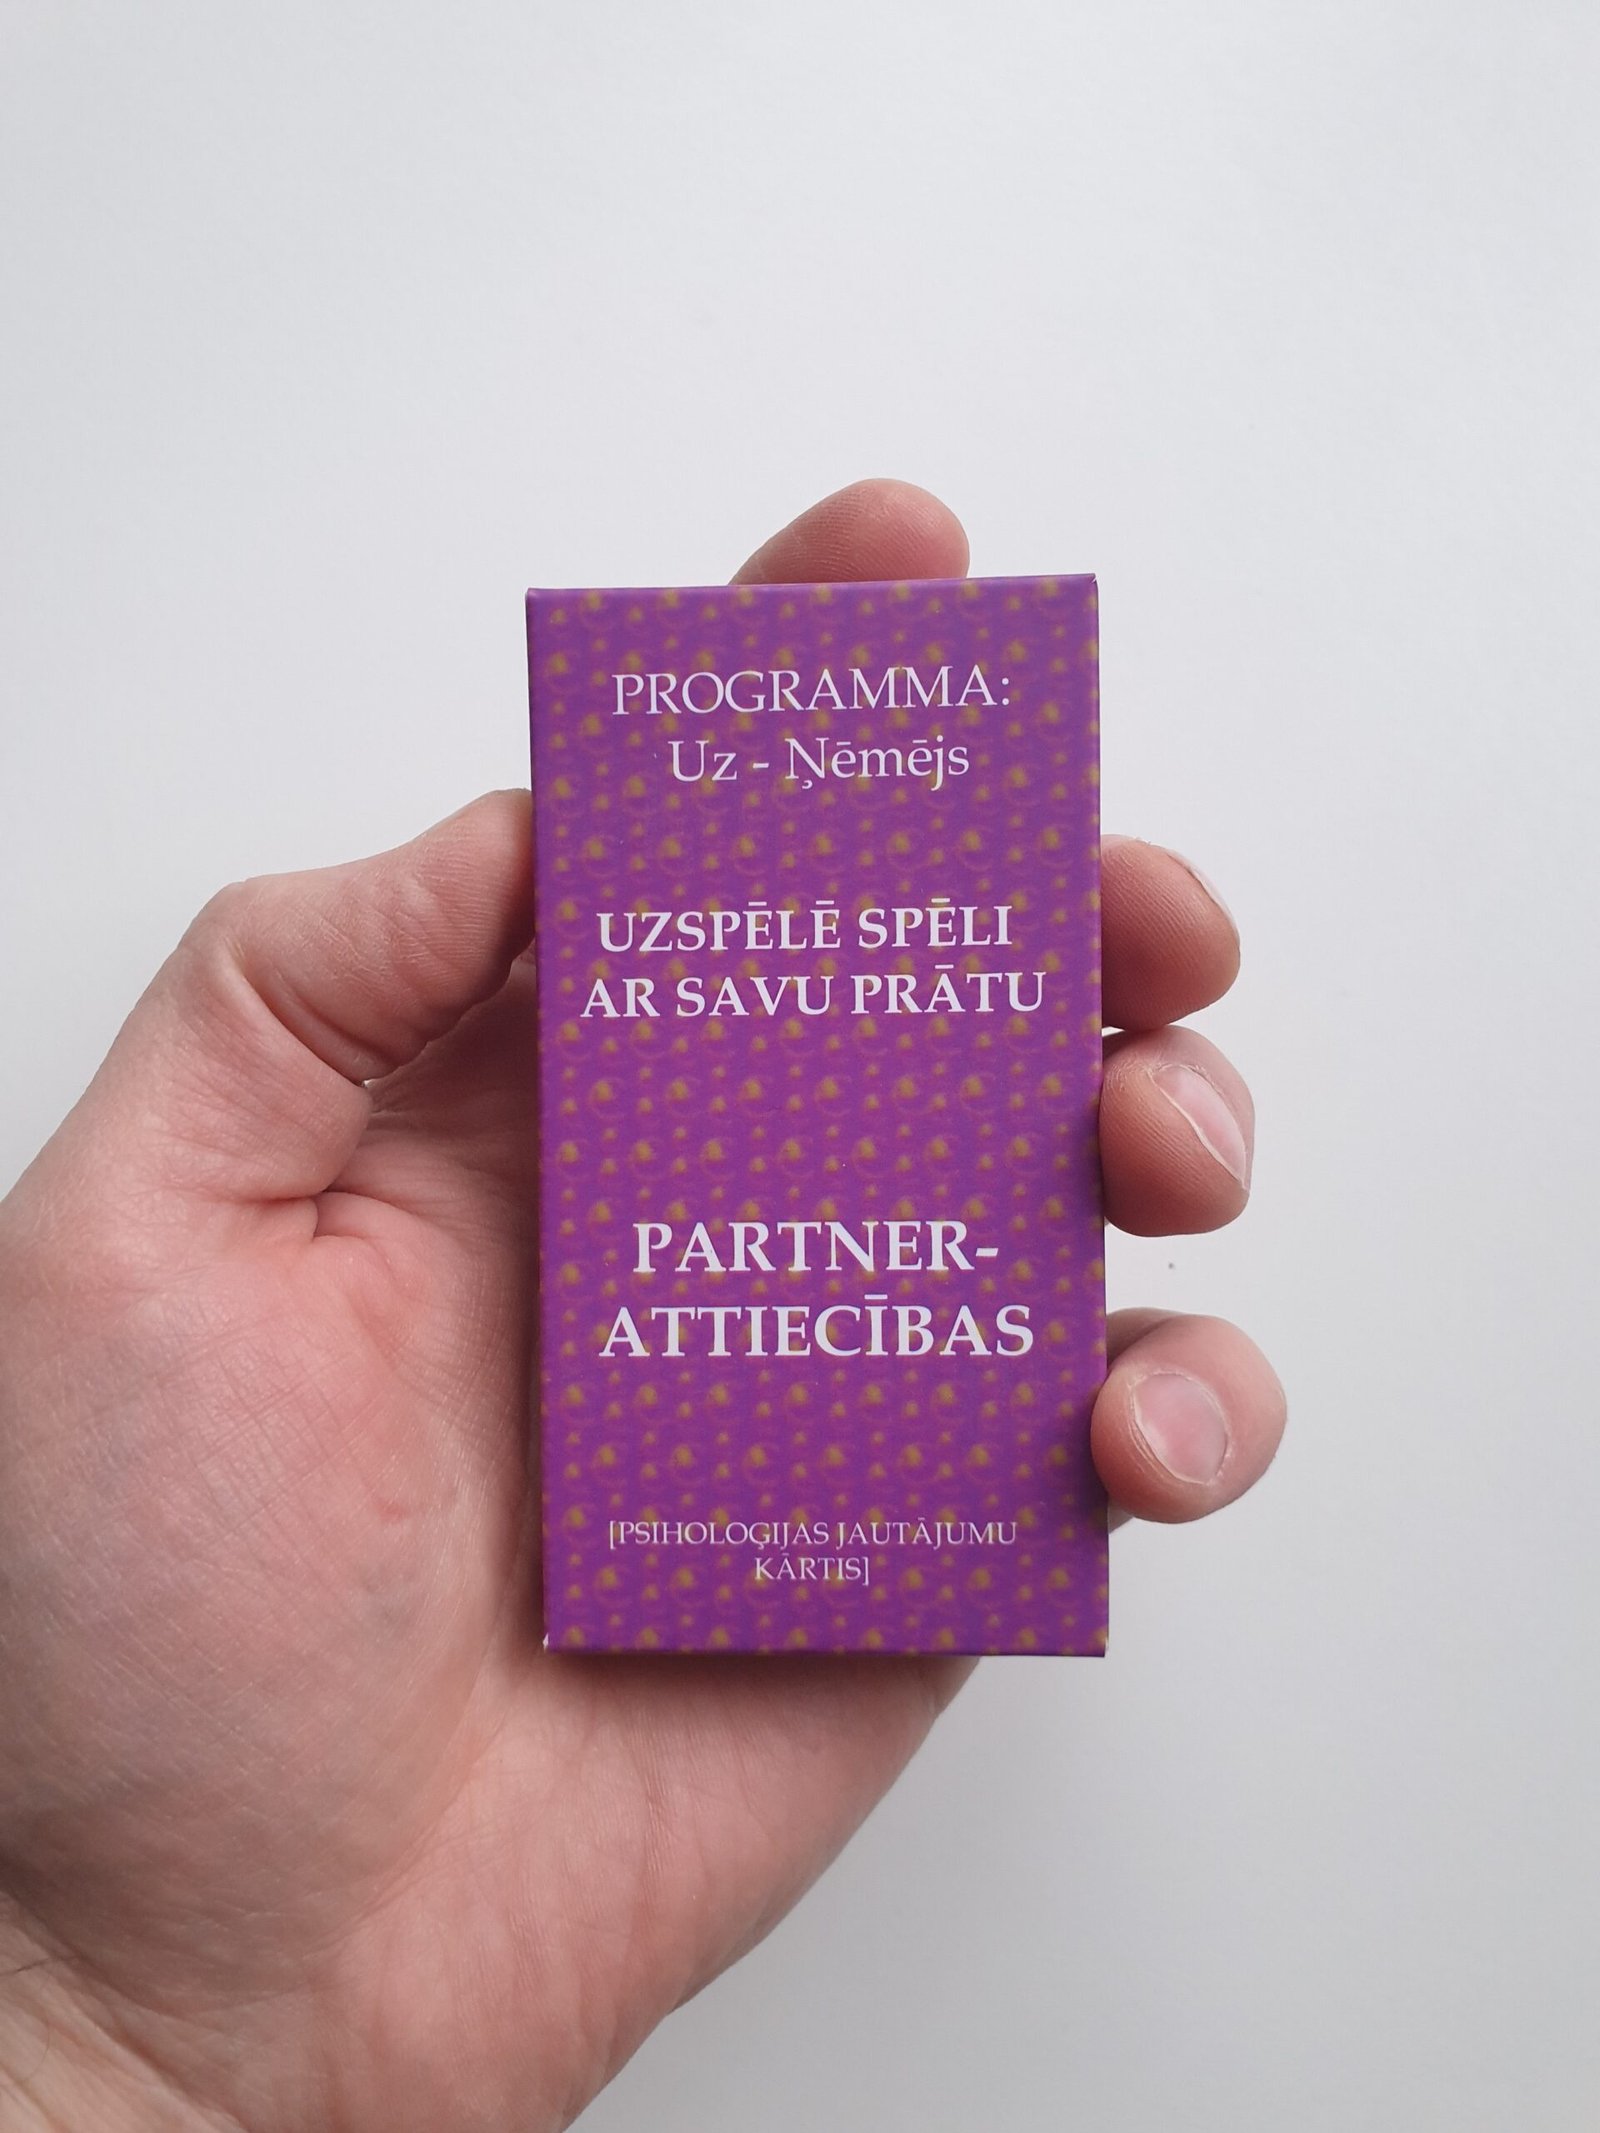 PROGRAMMA:
Uz - Ņēmējs
UZSPĒLĒ SPĒLI
AR SAVU PRĀTU
PARTNER-
ATTIECĪBAS
[PSIHOLOĢIJAS JAUTĀJUMU
KĀRTIS]